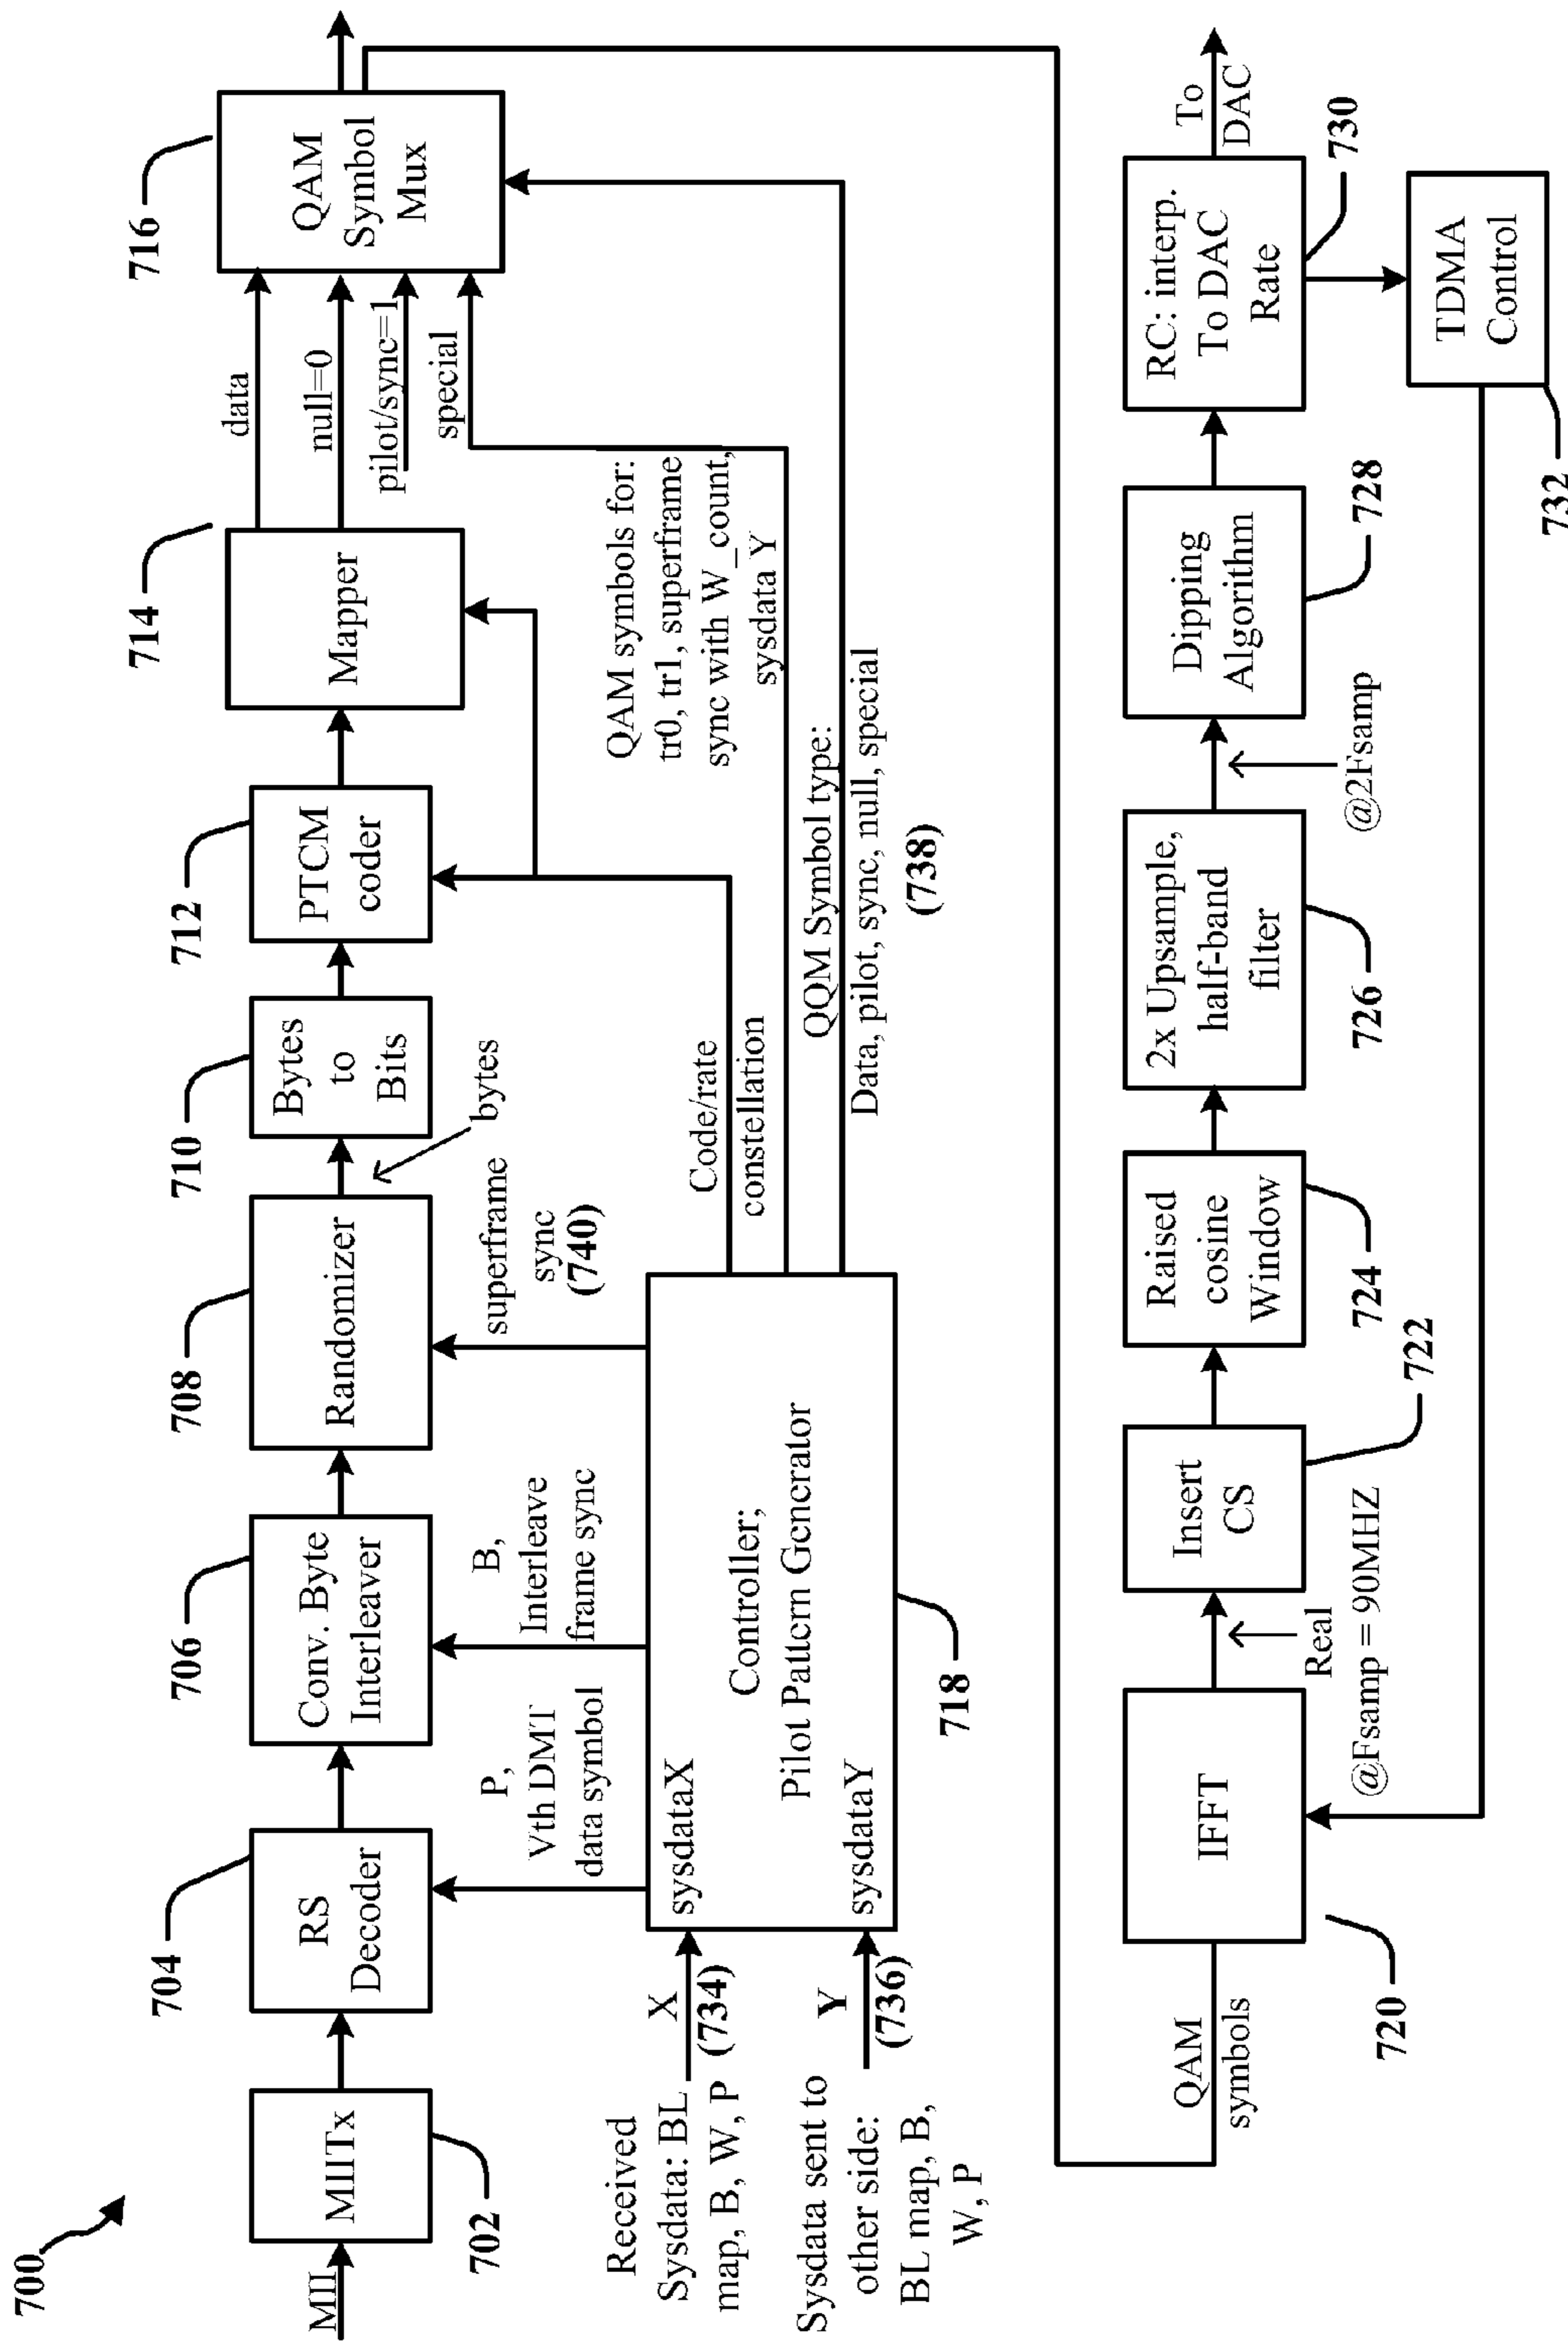 700
MII
MIITx
702
RS
Decoder
704
Conv. Byte
Interleaver
706
Randomizer
708
bytes
Bytes
to
Bits
710
PTCM
coder
712
Mapper
714
data
null=0
pilot/sync=1
special
QAM
Symbol
Mux
716
P,
Vth DMT
data symbol
B,
Interleave
frame sync
superframe
sync
(740)
Code/rate
constellation
QAM symbols for:
tr0, tr1, superframe
sync with W_count,
sysdata Y
QQM Symbol type:
Data, pilot, sync, null, special
(738)
Received
Sysdata: BL
map, B, W, P
X
(734)
Sysdata sent to
other side:
BL map, B,
W, P
Y
(736)
sysdataX
Controller;
Pilot Pattern Generator
sysdataY
718
QAM
symbols
IFFT
720
Real
@Fsamp = 90MHZ
Insert
CS
722
Raised
cosine
Window
724
2x Upsample,
half-band
filter
726
@2Fsamp
Dipping
Algorithm
728
RC: interp.
To DAC
Rate
730
To
DAC
TDMA
Control
732